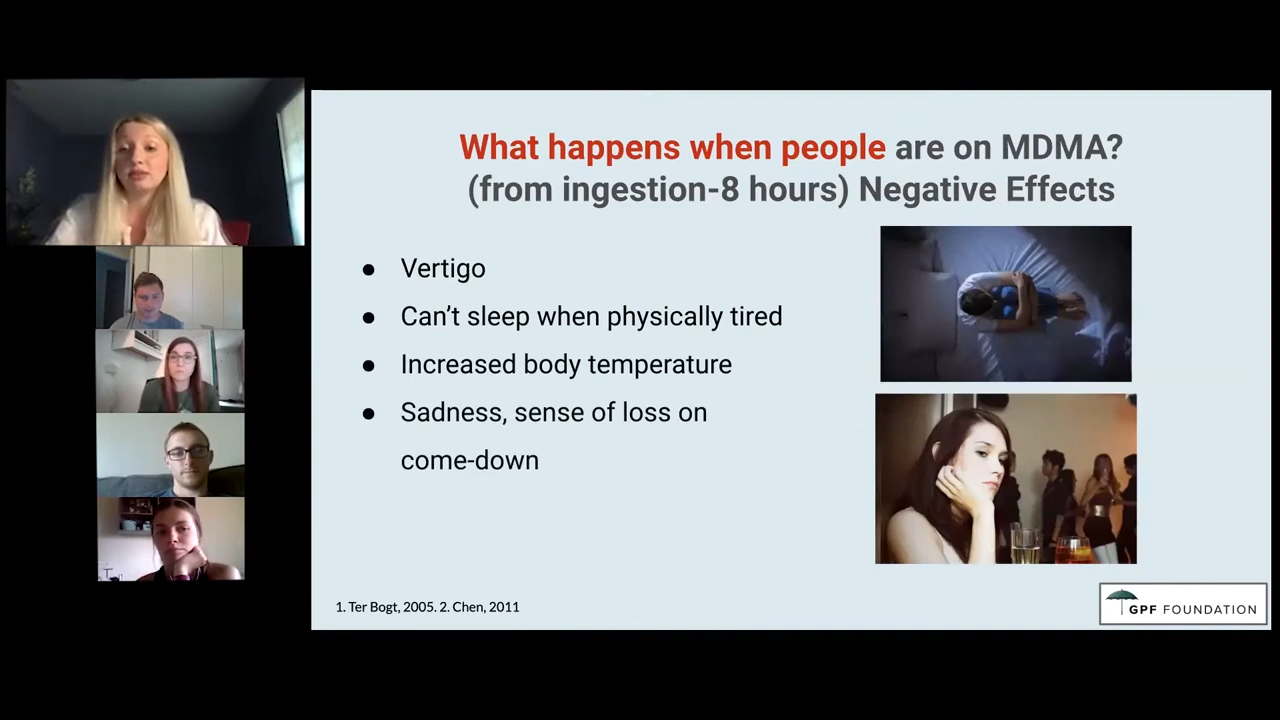 What happens when people are on MDMA?
(from ingestion-8 hours) Negative Effects
● Vertigo
● Can’t sleep when physically tired
● Increased body temperature
● Sadness, sense of loss on
come-down
1. Ter Bogt, 2005. 2. Chen, 2011
GPF FOUNDATION